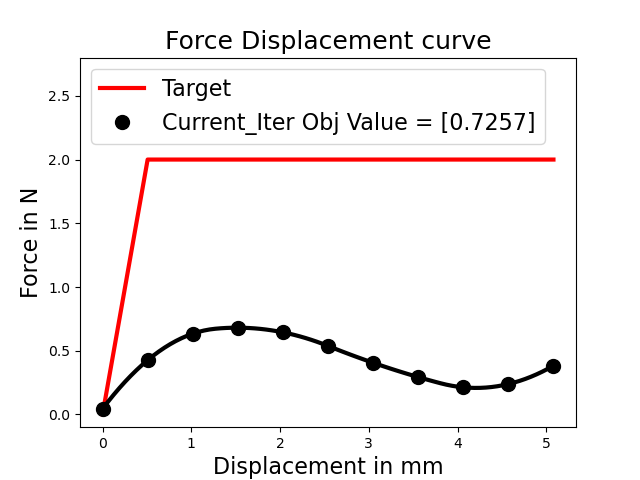 Force Displacement curve
Target
Current_Iter Obj Value = [0.7257]
2.5
2.0
1.5
1.0
0.5
0.0
Force in N
0 1 2 3 4 5
Displacement in mm